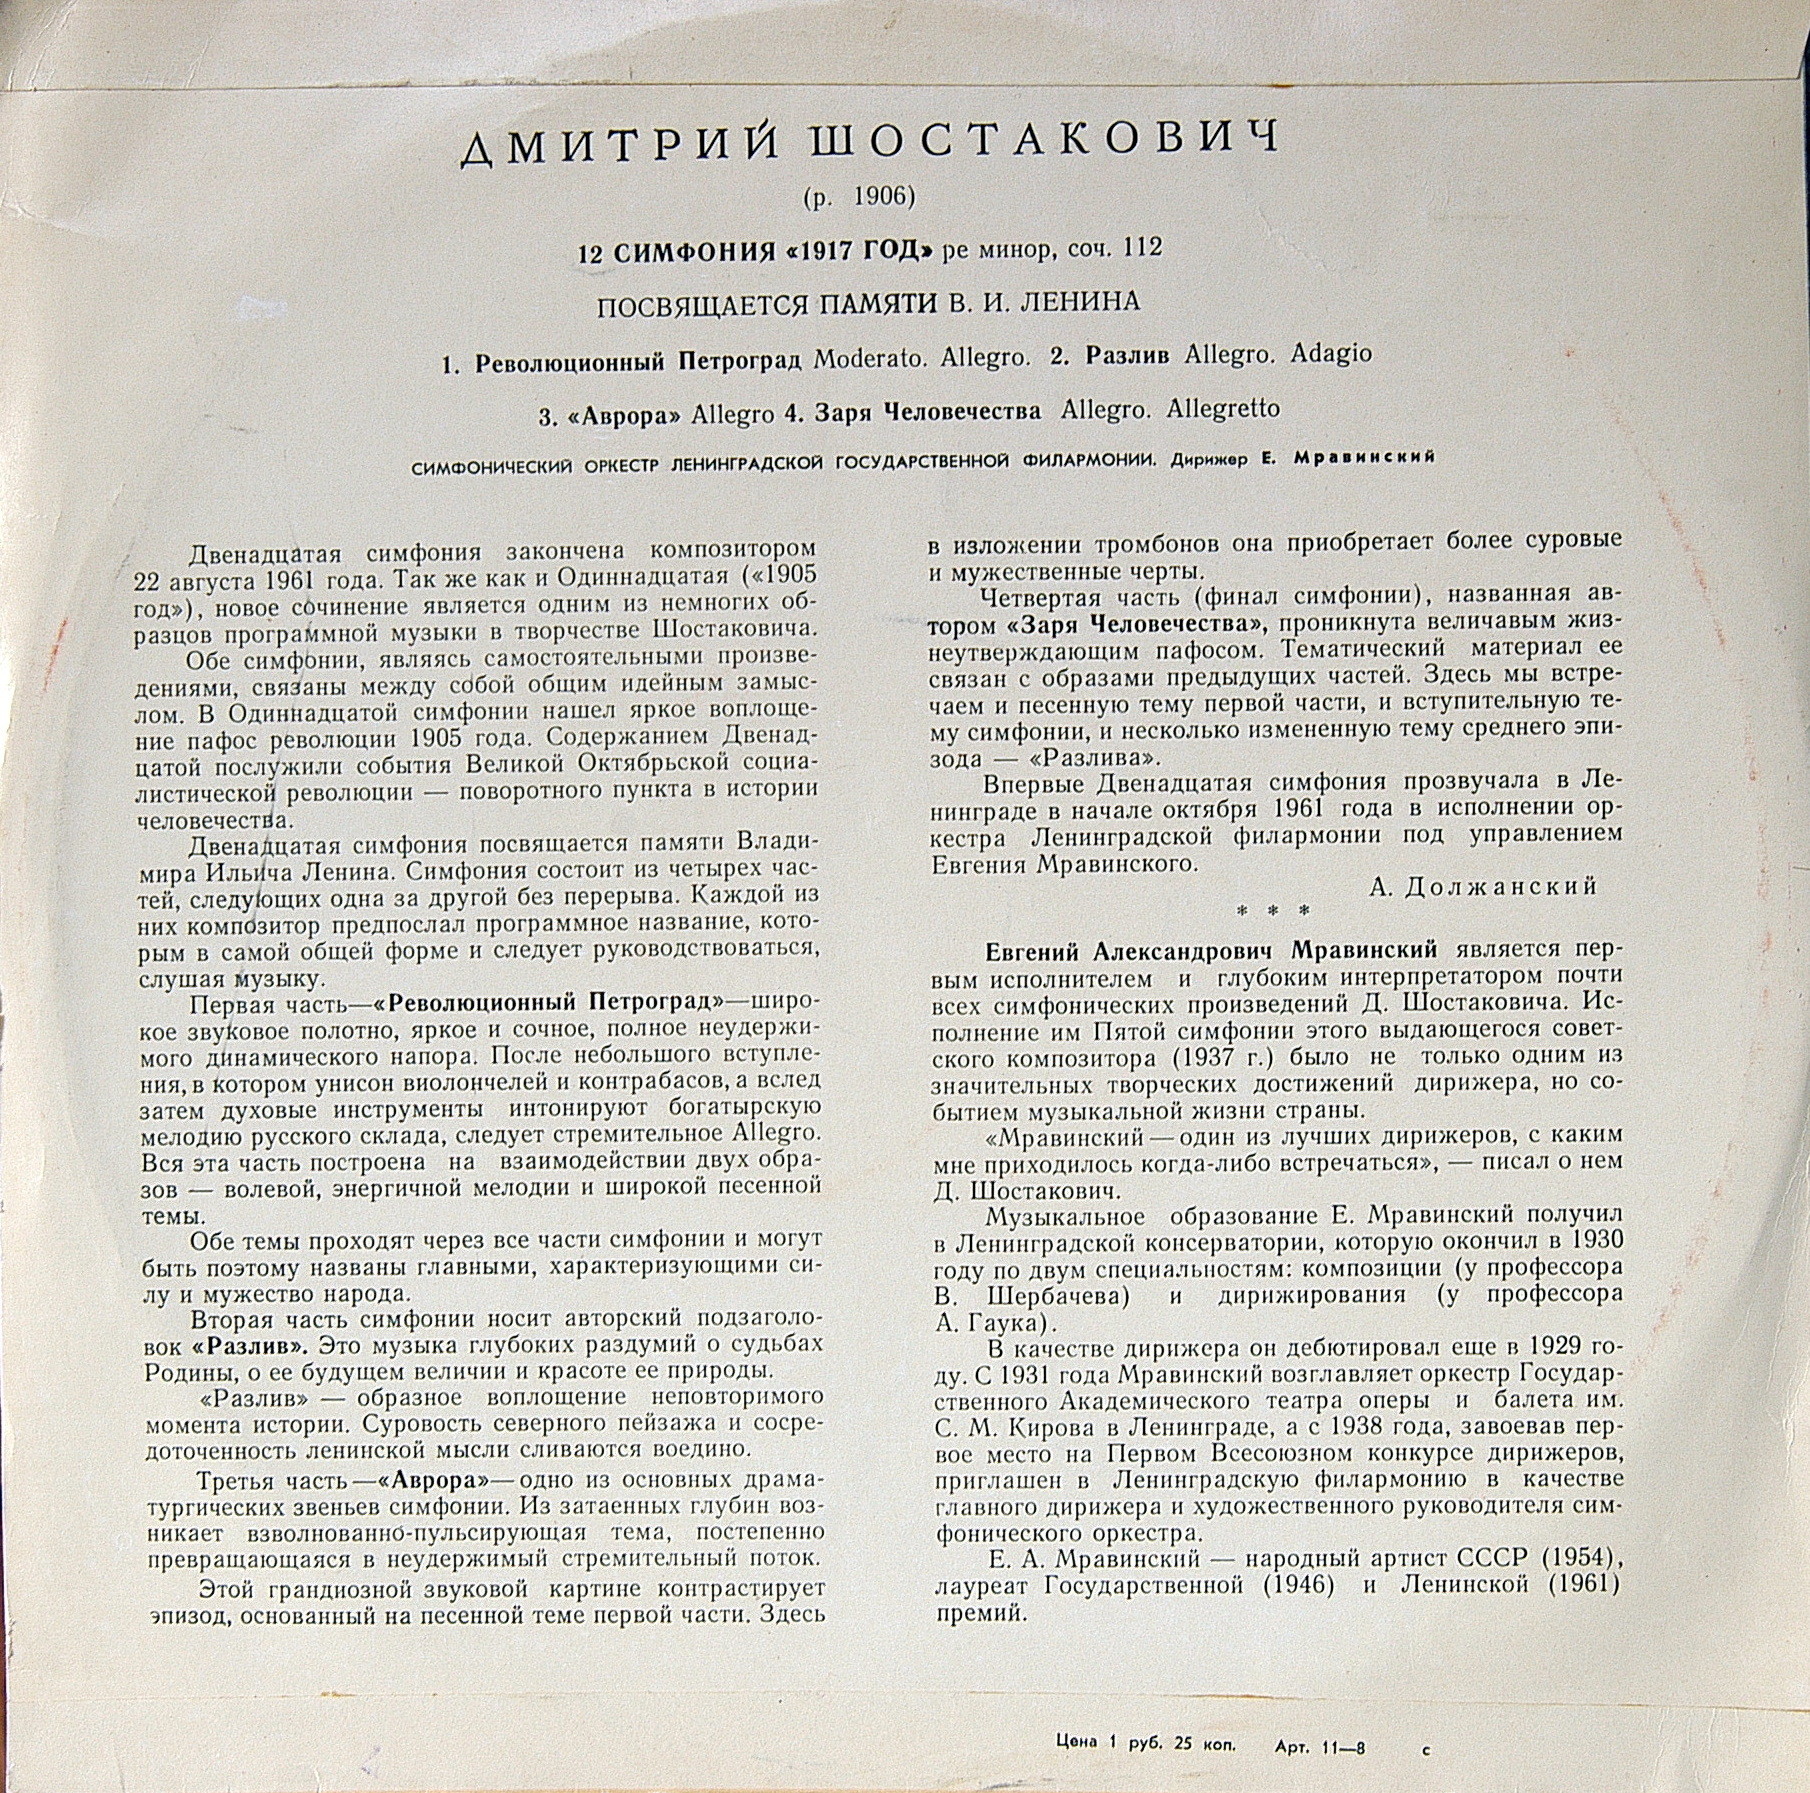 ДМИТРИЙ ШОСТАКОВИЧ
(р. 1906)
12 СИМФОНИЯ «1917 ГОД» ре минор, соч. 112
ПОСВЯЩАЕТСЯ ПАМЯТИ В. И. ЛЕНИНА
1. Революционный Петроград Moderato. Allegro. 2. Разлив Allegro. Adagio
3. «Аврора» Allegro 4. Заря Человечества Allegro. Allegretto
СИМФОНИЧЕСКИЙ ОРКЕСТР ЛЕНИНГРАДСКОЙ ГОСУДАРСТВЕННОЙ ФИЛАРМОНИИ. Дирижер Е. Мравинский
Двенадцатая симфония закончена композитором
22 августа 1961 года. Так же как и Одиннадцатая («1905
год»), новое сочинение является одним из немногих об-
разцов программной музыки в творчестве Шостаковича.
Обе симфонии, являясь самостоятельными произве-
дениями, связаны между собой общим идейным замыс-
лом. В Одиннадцатой симфонии нашел яркое воплоще-
ние пафос революции 1905 года. Содержанием Двенад-
цатой послужили события Великой Октябрьской социа-
листической революции — поворотного пункта в истории
человечества.
Двенадцатая симфония посвящается памяти Влади-
мира Ильича Ленина. Симфония состоит из четырех час-
тей, следующих одна за другой без перерыва. Каждой из
них композитор предпослал программное название, кото-
рым в самой общей форме и следует руководствоваться,
слушая музыку.
Первая часть—«Революционный Петроград»—широ-
кое звуковое полотно, яркое и сочное, полное неудержи-
мого динамического напора. После небольшого вступле-
ния, в котором унисон виолончелей и контрабасов, а вслед
затем духовые инструменты интонируют богатырскую
мелодию русского склада, следует стремительное Allegro.
Вся эта часть построена на взаимодействии двух обра-
зов — волевой, энергичной мелодии и широкой песенной
темы.
Обе темы проходят через все части симфонии и могут
быть поэтому названы главными, характеризующими си-
лу и мужество народа.
Вторая часть симфонии носит авторский подзаголо-
вок «Разлив». Это музыка глубоких раздумий о судьбах
Родины, о ее будущем величии и красоте ее природы.
«Разлив» — образное воплощение неповторимого
момента истории. Суровость северного пейзажа и сосре-
доточенность ленинской мысли сливаются воедино.
Третья часть—«Аврора»—одно из основных драма-
тургических звеньев симфонии. Из затаенных глубин воз-
никает взволнованно-пульсирующая тема, постепенно
превращающаяся в неудержимый стремительный поток.
Этой грандиозной звуковой картине контрастирует
эпизод, основанный на песенной теме первой части. Здесь
в изложении тромбонов она приобретает более суровые
и мужественные черты.
Четвертая часть (финал симфонии), названная ав-
тором «Заря Человечества», проникнута величавым жиз-
неутверждающим пафосом. Тематический материал ее
связан с образами предыдущих частей. Здесь мы встре-
чаем и песенную тему первой части, и вступительную те-
му симфонии, и несколько измененную тему среднего эпи-
зода — «Разлива».
Впервые Двенадцатая симфония прозвучала в Ле-
нинграде в начале октября 1961 года в исполнении ор-
кестра Ленинградской филармонии под управлением
Евгения Мравинского.
А. Должанский
* * *
Евгений Александрович Мравинский является пер-
вым исполнителем и глубоким интерпретатором почти
всех симфонических произведений Д. Шостаковича. Ис-
полнение им Пятой симфонии этого выдающегося совет-
ского композитора (1937 г.) было не только одним из
значительных творческих достижений дирижера, но со-
бытием музыкальной жизни страны.
«Мравинский — один из лучших дирижеров, с каким
мне приходилось когда-либо встречаться», — писал о нем
Д. Шостакович.
Музыкальное образование Е. Мравинский получил
в Ленинградской консерватории, которую окончил в 1930
году по двум специальностям: композиции (у профессора
В. Шербачева) и дирижирования (у профессора
А. Гаука).
В качестве дирижера он дебютировал еще в 1929 го-
ду. С 1931 года Мравинский возглавляет оркестр Государ-
ственного Академического театра оперы и балета им.
С. М. Кирова в Ленинграде, а с 1938 года, завоевав пер-
вое место на Первом Всесоюзном конкурсе дирижеров,
приглашен в Ленинградскую филармонию в качестве
главного дирижера и художественного руководителя сим-
фонического оркестра.
Е. А. Мравинский — народный артист СССР (1954),
лауреат Государственной (1946) и Ленинской (1961)
премий.
Цена 1 руб. 25 коп. Арт. 11—8 с